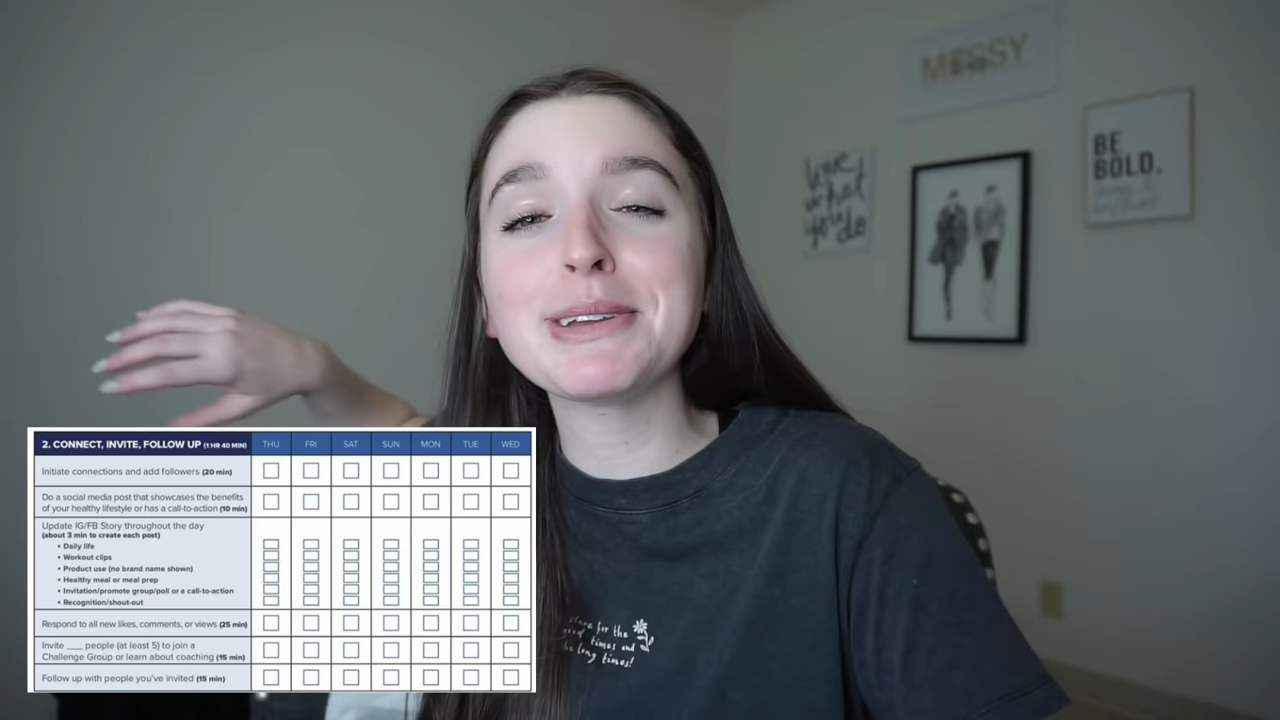 MESSY
BE
BOLD.
love
what
you
do
2. CONNECT, INVITE, FOLLOW UP (1 HR 40 MIN) THU FRI SAT SUN MON TUE WED
Initiate connections and add followers (20 min)
Do a social media post that showcases the benefits
of your healthy lifestyle or has a call-to-action (10 min)
Update IG/FB Story throughout the day
(about 3 min to create each post)
• Daily life
• Workout clips
• Product use (no brand name shown)
• Healthy meal or meal prep
• Invitation/promote group/poll or a call-to-action
• Recognition/shout-out
Respond to all new likes, comments, or views (25 min)
Invite ___ people (at least 5) to join a
Challenge Group or learn about coaching (15 min)
Follow up with people you've invited (15 min)
for the
times and
long times!